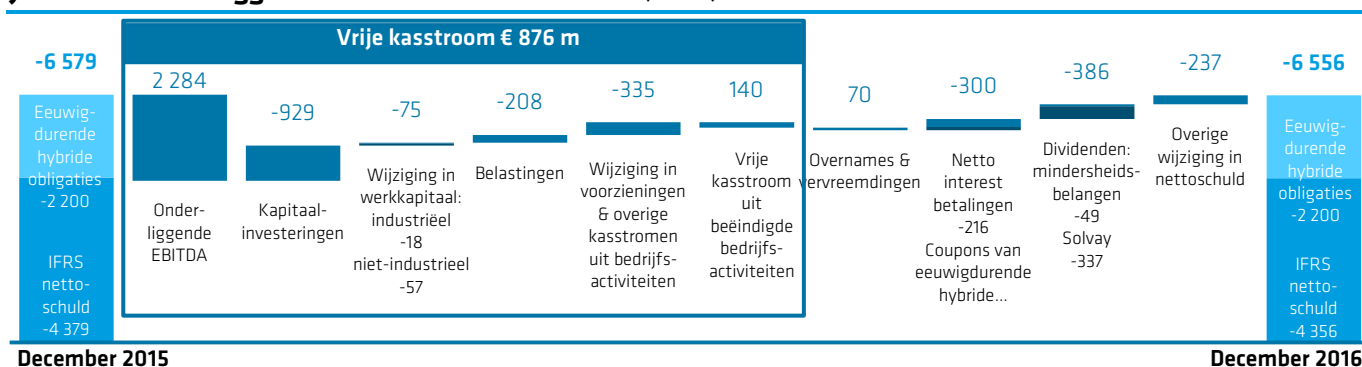 Vrije kasstroom € 876 m
-6 579
Eeuwig-
durende
hybride
obligaties
-2 200
IFRS
netto-
schuld
-4 379
2 284
Onder-
liggende
EBITDA
-929
Kapitaal-
investeringen
-75
Wijziging in
werkkapitaal:
industriëel
-18
niet-industrieel
-57
-208
Belastingen
-335
Wijziging in
voorzieningen
& overige
kasstromen
uit bedrijfs-
activiteiten
140
Vrije
kasstroom
uit
beëindigde
bedrijfs-
activiteiten
70
Overnames &
vervreemdingen
-300
Netto
interest
betalingen
-216
Coupons van
eeuwigdurende
hybride...
-386
Dividenden:
mindersheids-
belangen
-49
Solvay
-337
-237
Overige
wijziging in
nettoschuld
-6 556
Eeuwig-
durende
hybride
obligaties
-2 200
IFRS
netto-
schuld
-4 356
December 2015
December 2016